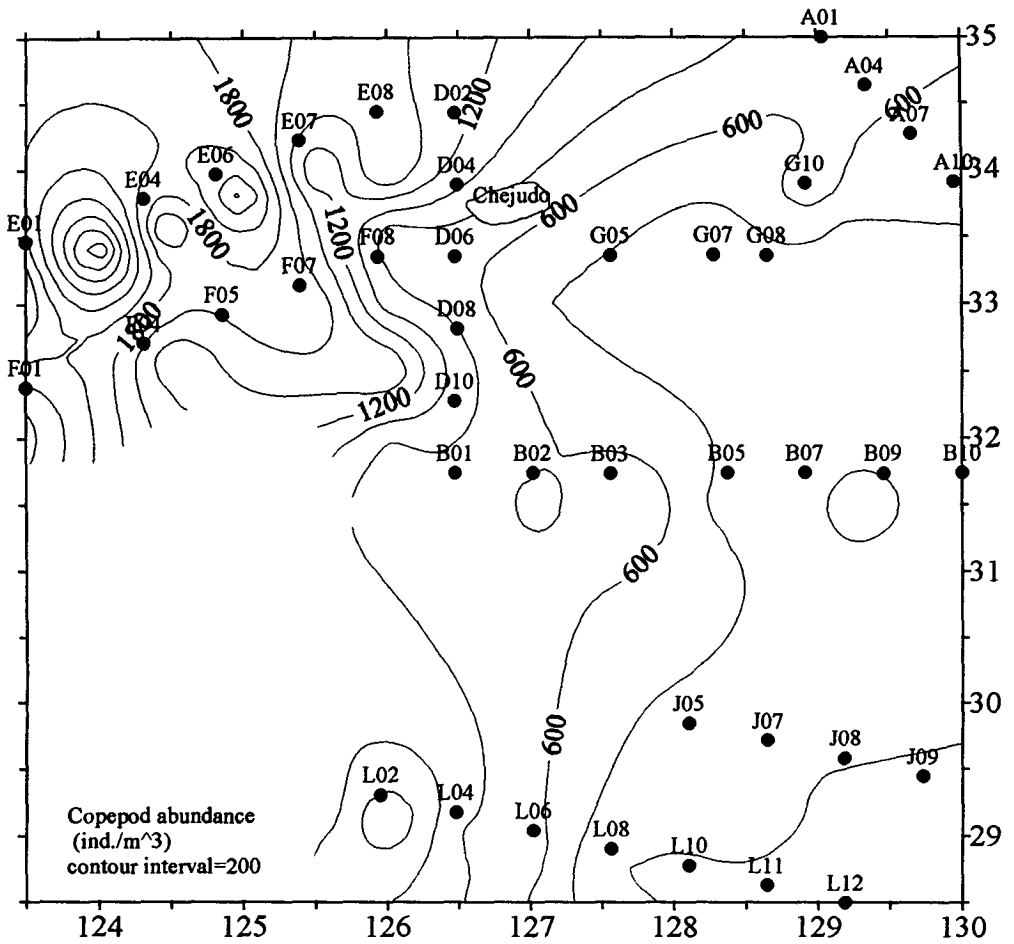 A01
35
A04
1800
E08
D02
1200
600
A07
E07
600
E06
D04
G10
A10
34
E04
Chejudo
600
E01
1800
1200
F08
D06
G05
G07
G08
F07
33
F05
D08
1800
600
F01
D10
1200
32
B01
B02
B03
B05
B07
B09
B10
600
31
30
J05
600
J07
J08
J09
L02
L04
Copepod abundance
(ind./m^3)
contour interval=200
L06
L08
29
L10
L11
L12
124
125
126
127
128
129
130